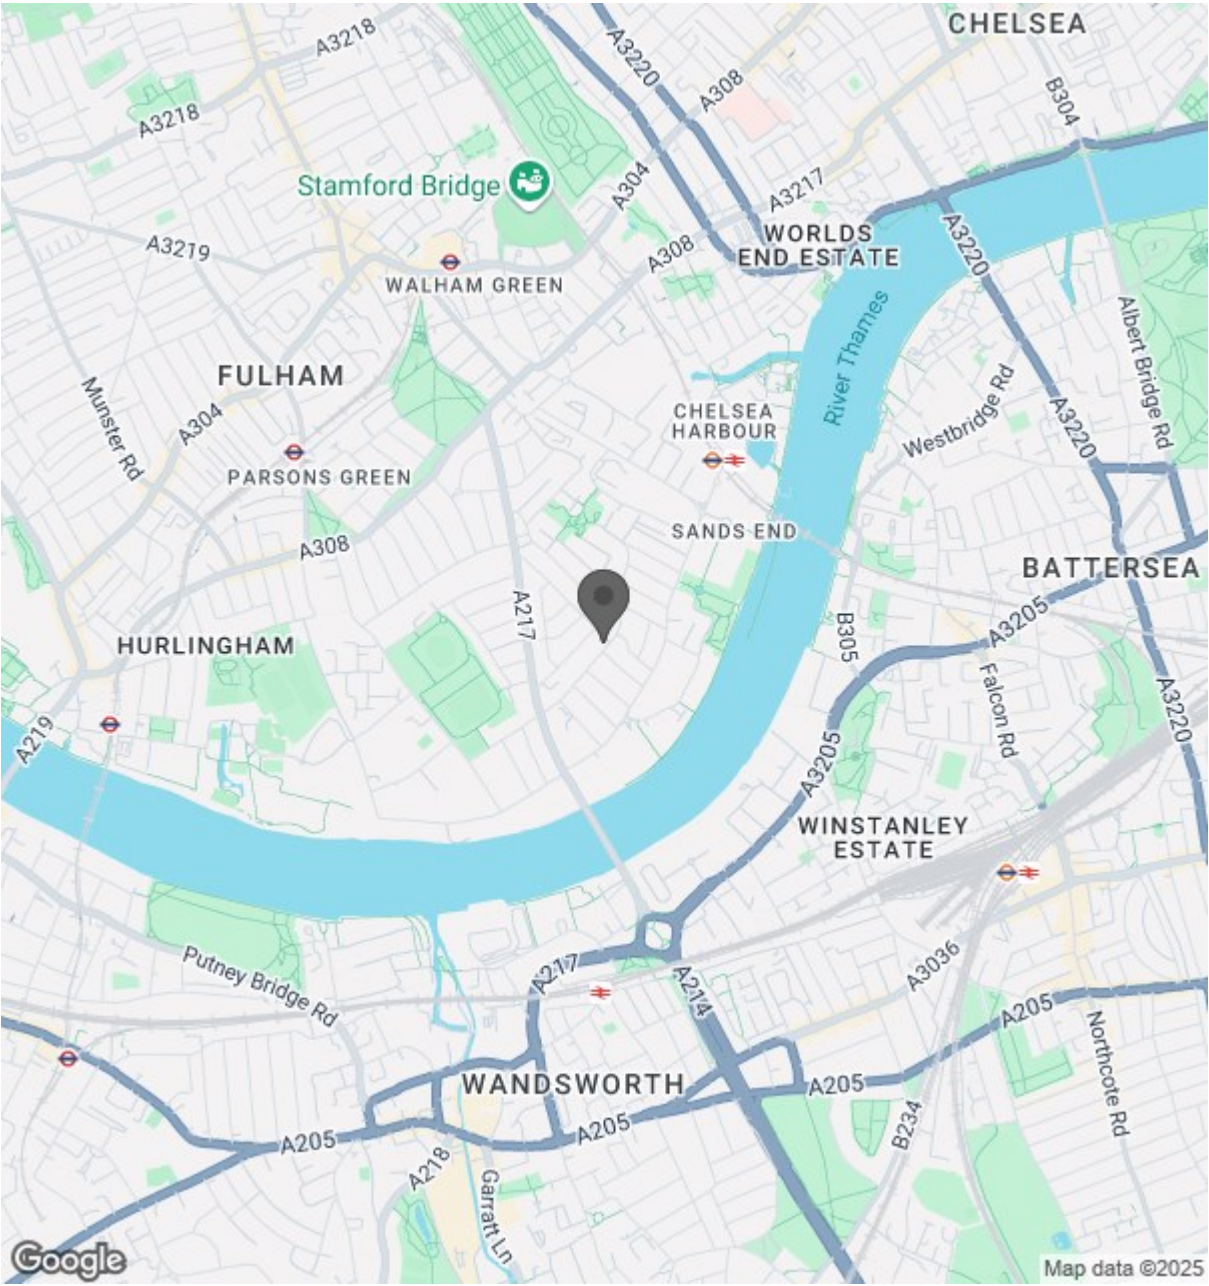 CHELSEA
A3218
A3220
A308
B304
A3218
Stamford Bridge
A304
A3217
A3219
A308
WORLDS
END ESTATE
A3220
WALHAM GREEN
River Thames
Albert Bridge Rd
FULHAM
Munster Rd
A304
CHELSEA
HARBOUR
Westbridge Rd
A3220
PARSONS GREEN
SANDS END
A308
BATTERSEA
A217
A3205
B305
HURLINGHAM
Falcon Rd
A3220
A219
A3205
WINSTANLEY
ESTATE
Putney Bridge Rd
A217
A214
A3036
A205
Northcote Rd
WANDSWORTH
A205
A205
A205
B234
A218
Garratt Ln
Google
Map data ©2025